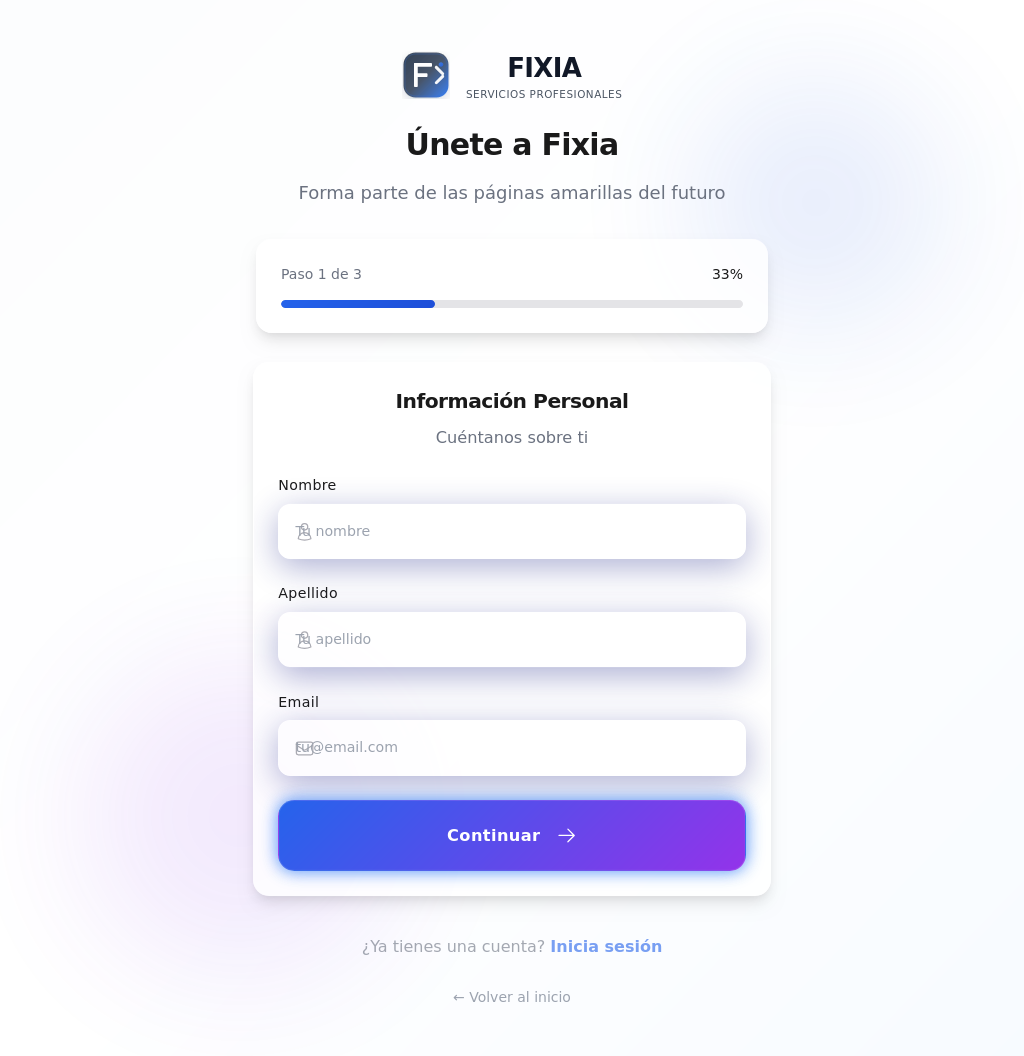 FIXIA
SERVICIOS PROFESIONALES
Únete a Fixia
Forma parte de las páginas amarillas del futuro
Paso 1 de 3 33%
Información Personal
Cuéntanos sobre ti
Nombre
Tu nombre
Apellido
Tu apellido
Email
tu@email.com
Continuar →
¿Ya tienes una cuenta? Inicia sesión
← Volver al inicio